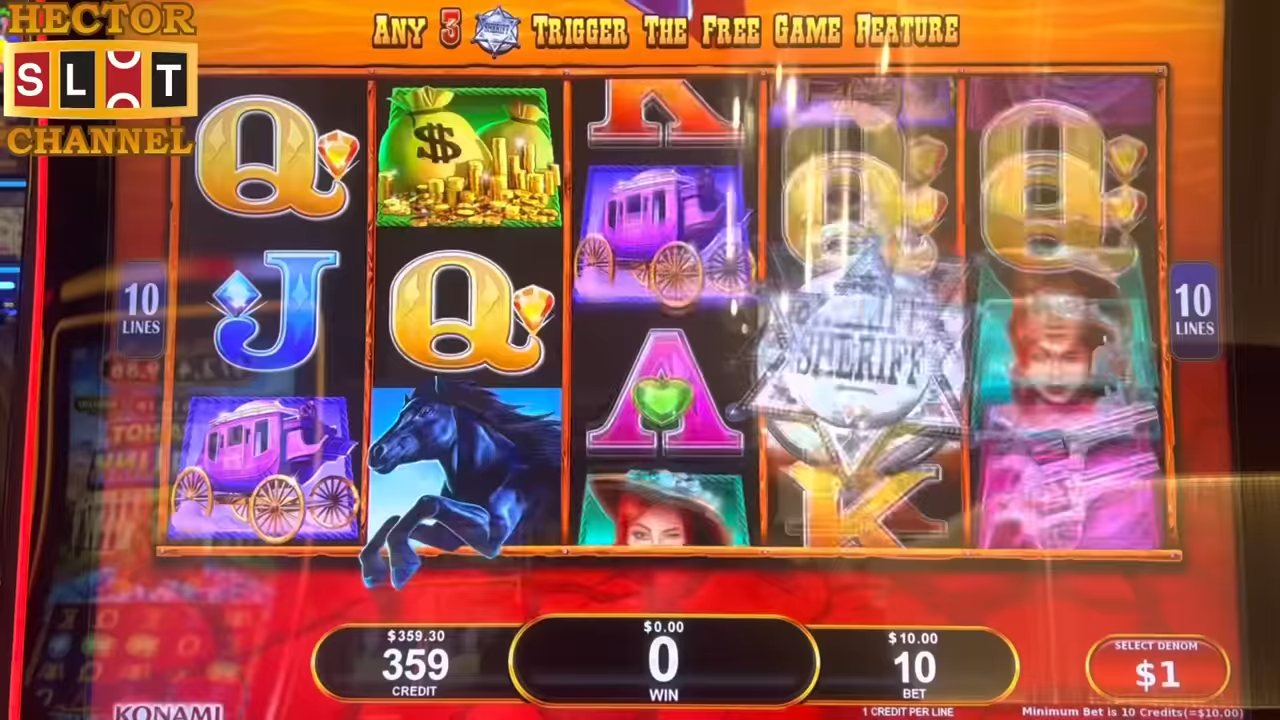 HECTOR
SLOT
CHANNEL
ANY 3 SHERIFF TRIGGER THE FREE GAME FEATURE
Q
$
K
Q
Q
J
Q
A
SHERIFF
K
10
LINES
10
LINES
$359.30
359
CREDIT
$0.00
0
WIN
$10.00
10
BET
1 CREDIT PER LINE
SELECT DENOM
$1
Minimum Bet is 10 Credits(=$10.00)
KONAMI